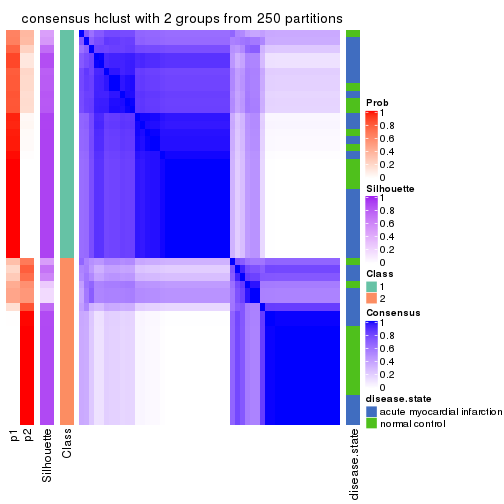 consensus hclust with 2 groups from 250 partitions
Prob
1
0.8
0.6
0.4
0.2
0
Silhouette
1
0.8
0.6
0.4
0.2
0
Class
1
2
Consensus
1
0.8
0.6
0.4
0.2
0
disease.state
acute myocardial infarction
normal control
p1
p2
Silhouette
Class
disease.state